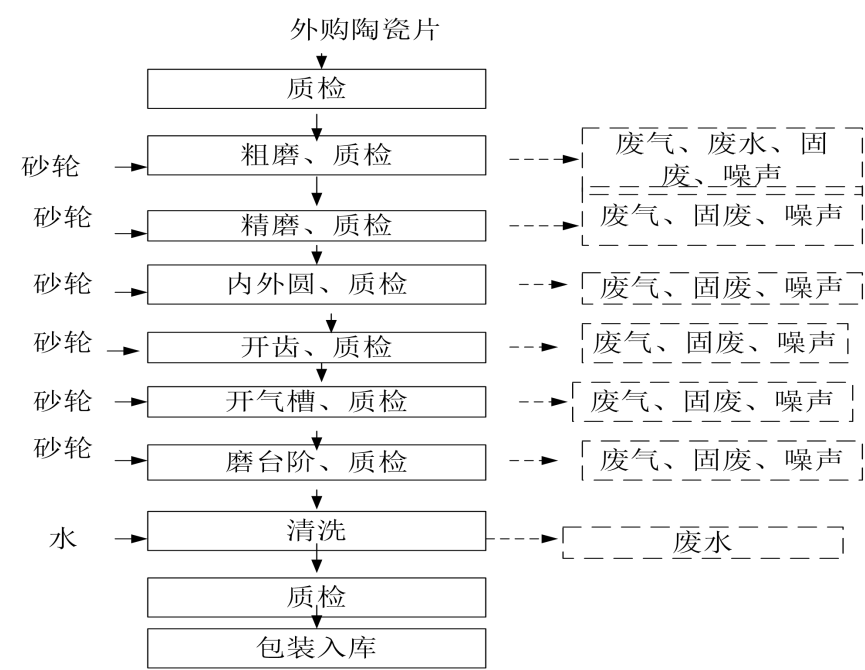 外购陶瓷片
质检
砂轮
粗磨、质检
废气、废水、固
废、噪声
砂轮
精磨、质检
废气、固废、噪声
砂轮
内外圆、质检
废气、固废、噪声
砂轮
开齿、质检
废气、固废、噪声
砂轮
开气槽、质检
废气、固废、噪声
砂轮
磨台阶、质检
废气、固废、噪声
水
清洗
废水
质检
包装入库